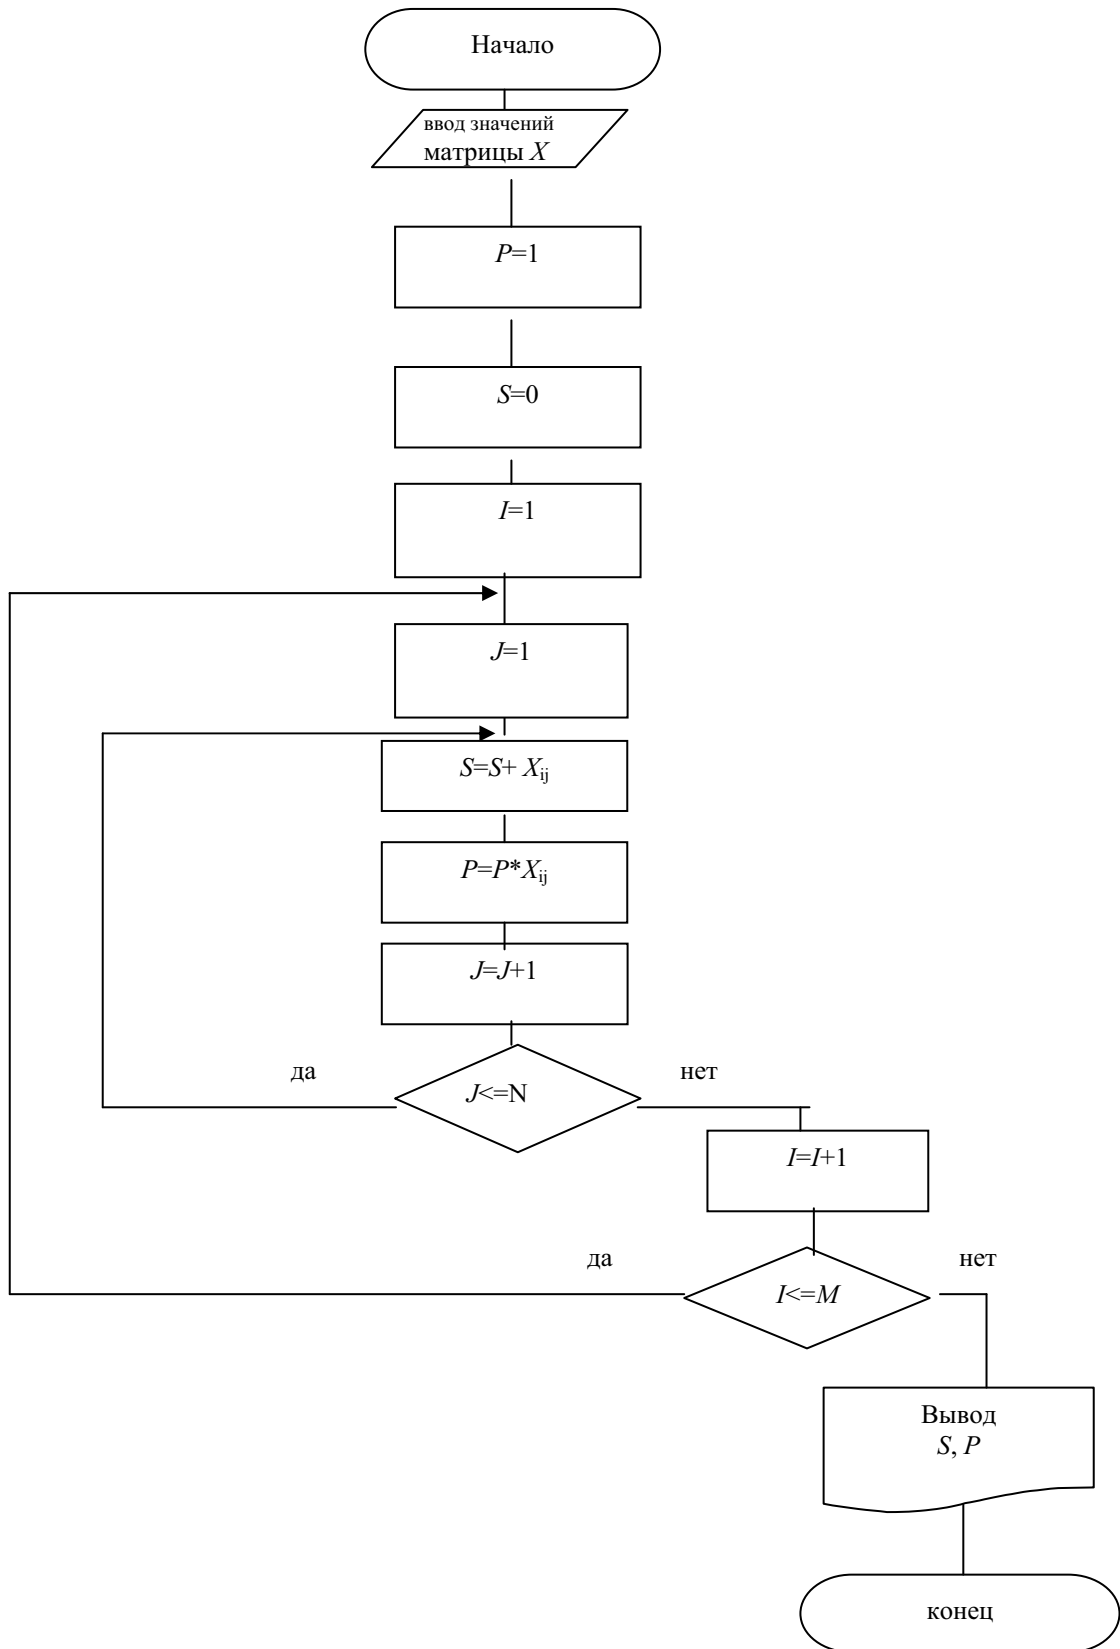 Начало
ввод значений
матрицы X
P=1
S=0
I=1
J=1
S=S+ Xij
P=P*Xij
J=J+1
да
J<=N
нет
I=I+1
да
I<=M
нет
Вывод
S, P
конец